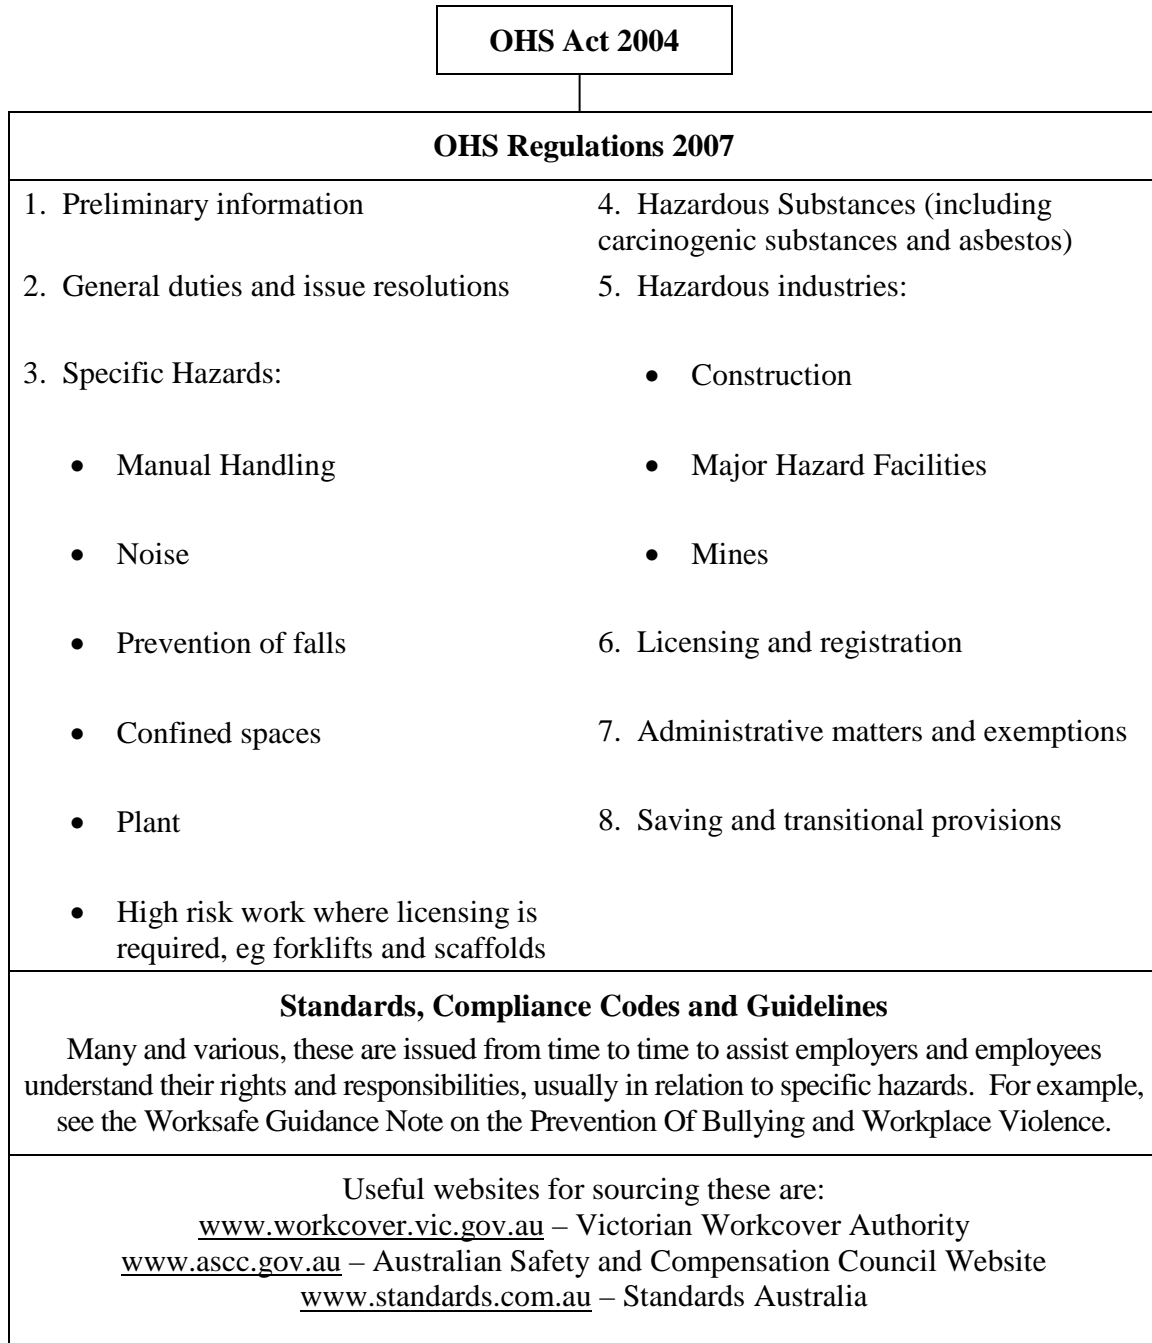 OHS Act 2004
OHS Regulations 2007
1. Preliminary information
2. General duties and issue resolutions
3. Specific Hazards:
• Manual Handling
• Noise
• Prevention of falls
• Confined spaces
• Plant
• High risk work where licensing is
required, eg forklifts and scaffolds
4. Hazardous Substances (including
carcinogenic substances and asbestos)
5. Hazardous industries:
• Construction
• Major Hazard Facilities
• Mines
6. Licensing and registration
7. Administrative matters and exemptions
8. Saving and transitional provisions
Standards, Compliance Codes and Guidelines
Many and various, these are issued from time to time to assist employers and employees
understand their rights and responsibilities, usually in relation to specific hazards. For example,
see the Worksafe Guidance Note on the Prevention Of Bullying and Workplace Violence.
Useful websites for sourcing these are:
www.workcover.vic.gov.au – Victorian Workcover Authority
www.ascc.gov.au – Australian Safety and Compensation Council Website
www.standards.com.au – Standards Australia